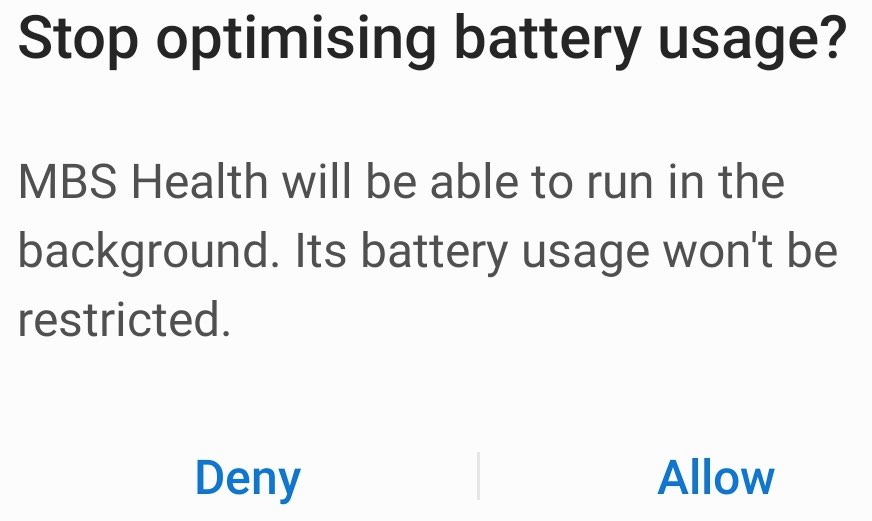 Stop optimising battery usage?
MBS Health will be able to run in the
background. Its battery usage won't be
restricted.
Deny
Allow